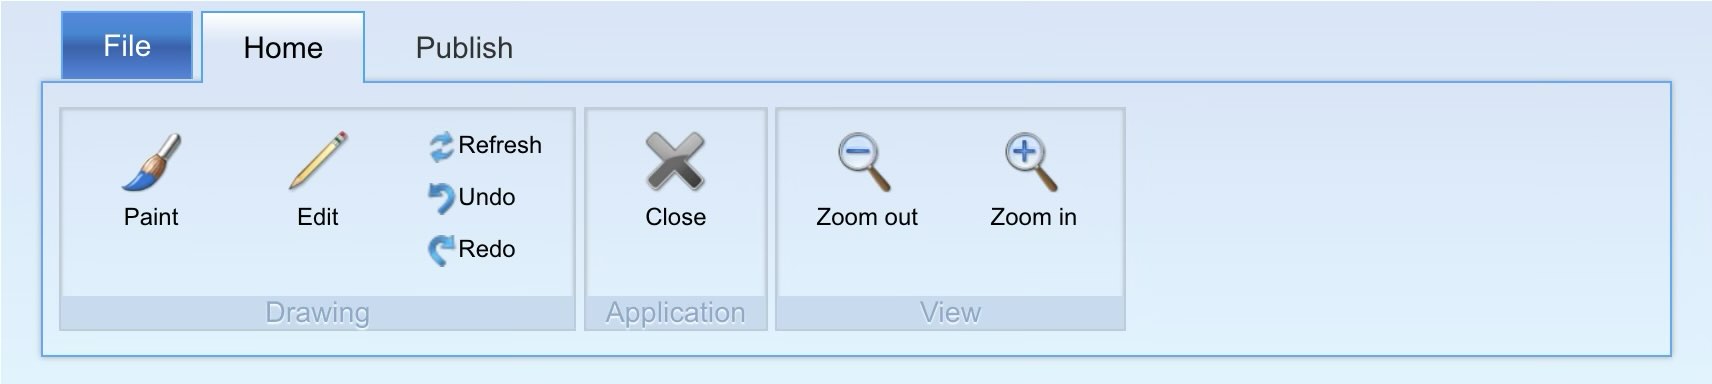 File
Home
Publish
Paint
Edit
Refresh
Undo
Redo
Drawing
Close
Application
Zoom out
Zoom in
View